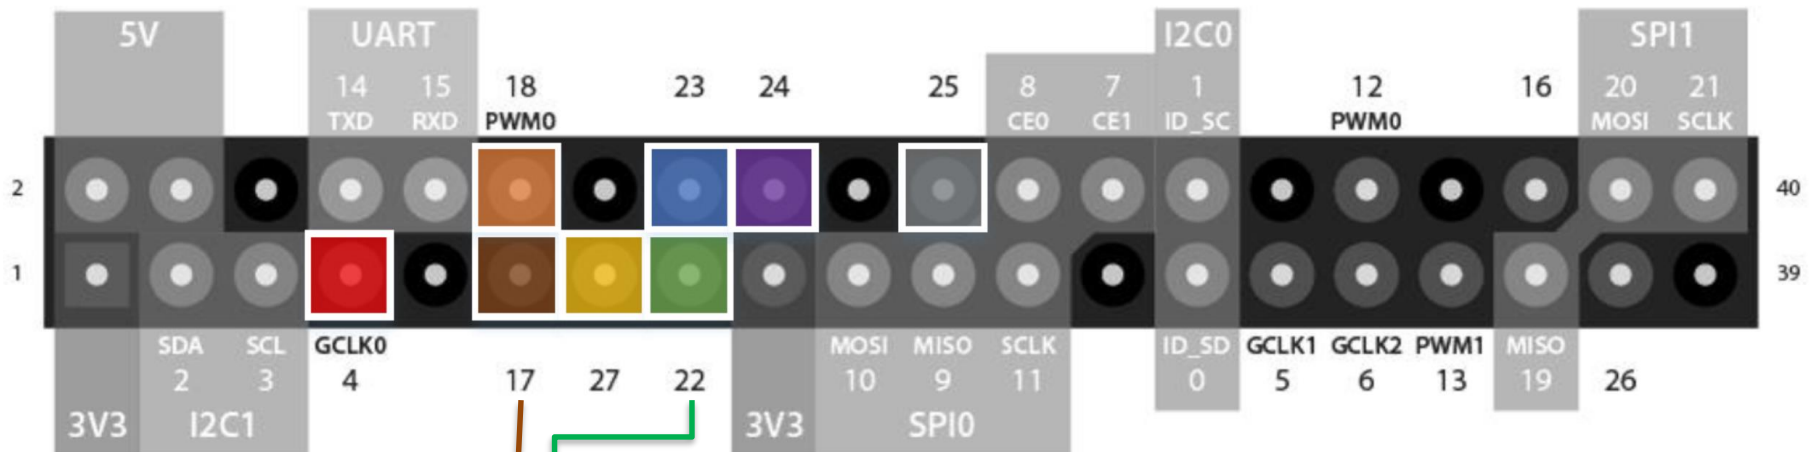 5V UART I2C0 SPI1
14 15 18 23 24 25 8 7 1 12 16 20 21
TXD RXD PWM0 CE0 CE1 ID_SC PWM0 MOSI SCLK
2 40
1 39
SDA SCL GCLK0 MOSI MISO SCLK ID_SD GCLK1 GCLK2 PWM1 MISO
2 3 4 17 27 22 10 9 11 0 5 6 13 19 26
3V3 I2C1 3V3 SPI0